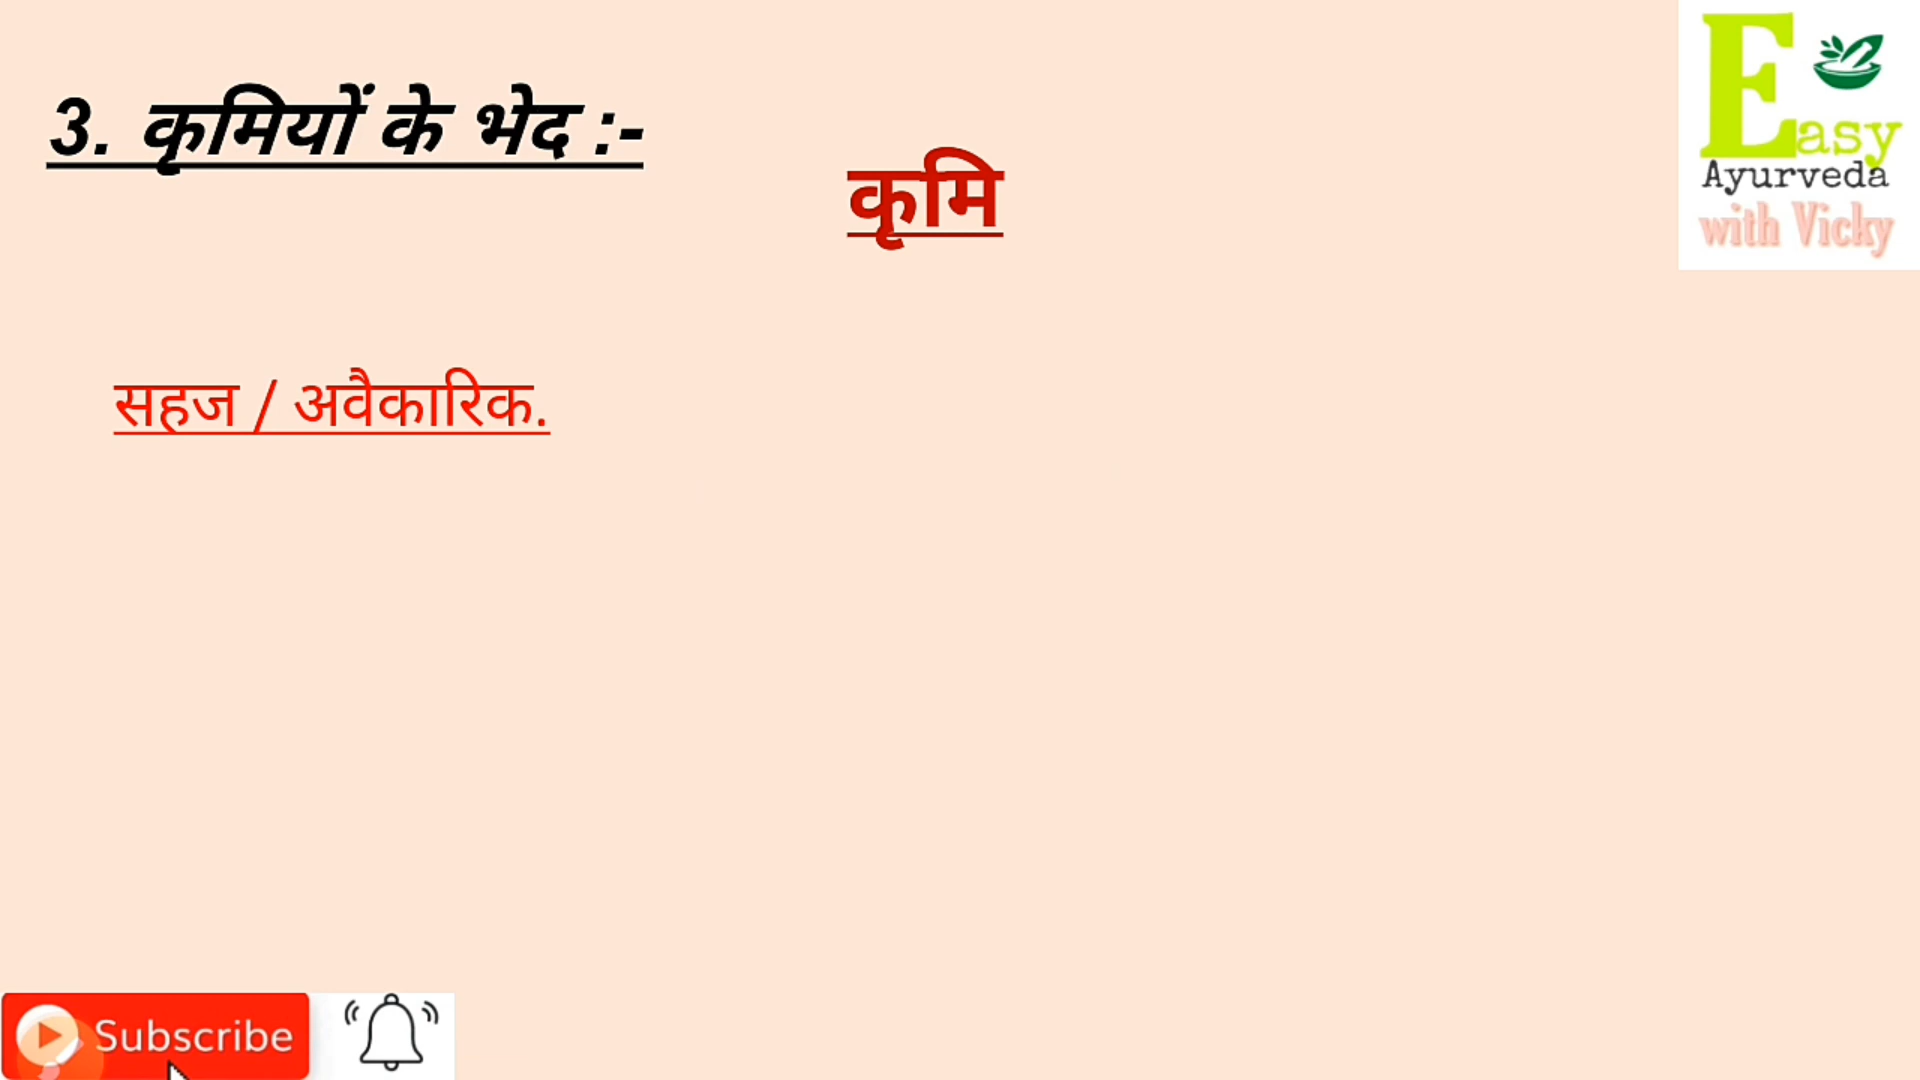 3. कृमियों के भेद :-
कृमि
सहज / अवैकारिक.
Easy
Ayurveda
with Vicky
Subscribe